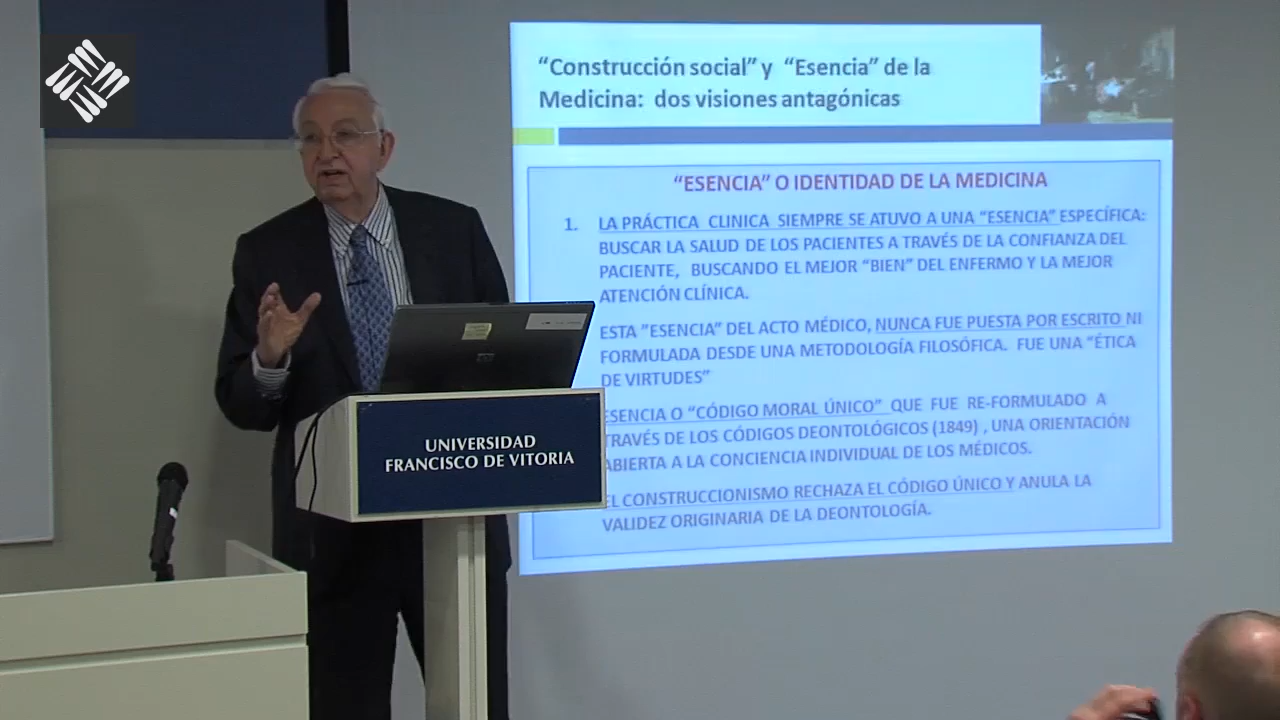 “Construcción social” y “Esencia” de la
Medicina: dos visiones antagónicas
“ESENCIA” O IDENTIDAD DE LA MEDICINA
1. LA PRÁCTICA CLINICA SIEMPRE SE ATUVO A UNA “ESENCIA” ESPECÍFICA:
BUSCAR LA SALUD DE LOS PACIENTES A TRAVÉS DE LA CONFIANZA DEL
PACIENTE, BUSCANDO EL MEJOR “BIEN” DEL ENFERMO Y LA MEJOR
ATENCIÓN CLÍNICA.
ESTA ”ESENCIA” DEL ACTO MÉDICO, NUNCA FUE PUESTA POR ESCRITO NI
FORMULADA DESDE UNA METODOLOGÍA FILOSÓFICA. FUE UNA “ÉTICA
DE VIRTUDES”
ESENCIA O “CÓDIGO MORAL ÚNICO” QUE FUE RE-FORMULADO A
TRAVÉS DE LOS CÓDIGOS DEONTOLÓGICOS (1849) , UNA ORIENTACIÓN
ABIERTA A LA CONCIENCIA INDIVIDUAL DE LOS MÉDICOS.
EL CONSTRUCCIONISMO RECHAZA EL CÓDIGO ÚNICO Y ANULA LA
VALIDEZ ORIGINARIA DE LA DEONTOLOGÍA.
UNIVERSIDAD
FRANCISCO DE VITORIA